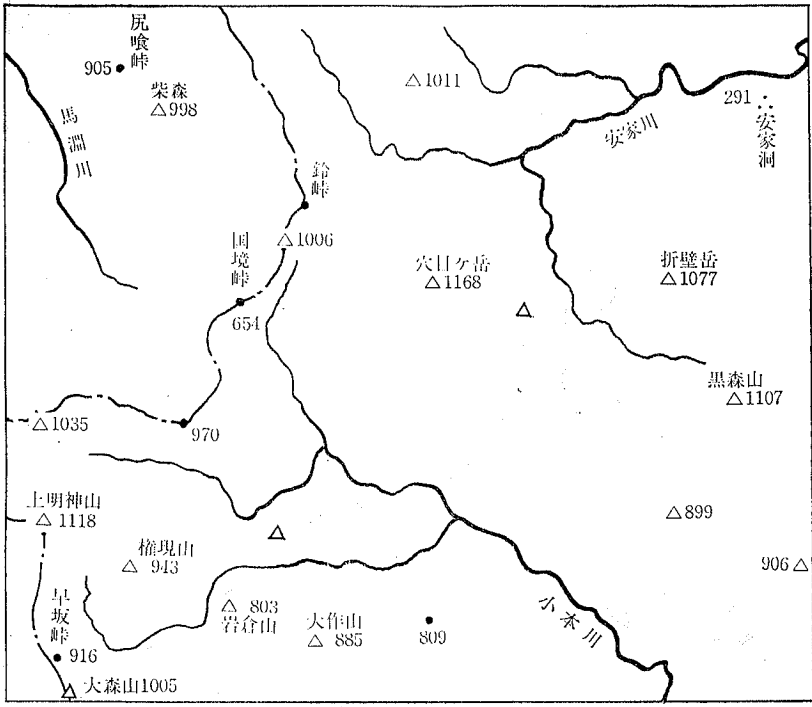 尻喰峠
905
柴森
△998
馬淵川
△1011
291
安家洞
安家川
鈴峠
△1006
国境峠
654
穴目ヶ岳
△1168
折壁岳
△1077
黒森山
△1107
△1035
970
上明神山
△1118
権現山
△ 943
△899
906△
早坂峠
916
△ 803
岩倉山
大作山
△885
809
小本川
大森山1005